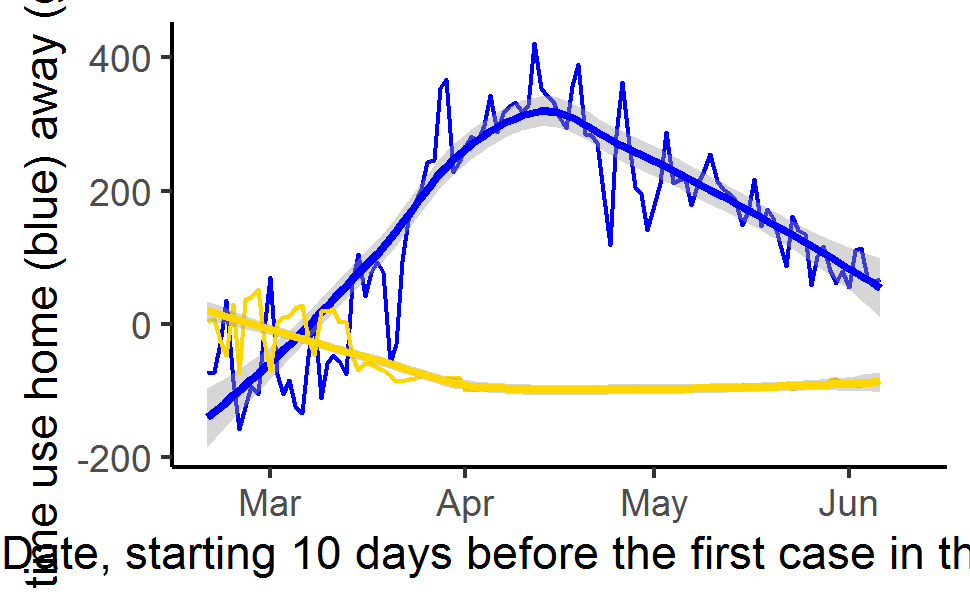 time use home (blue) away (g
400
200
0
-200
Mar Apr May Jun
Date, starting 10 days before the first case in th